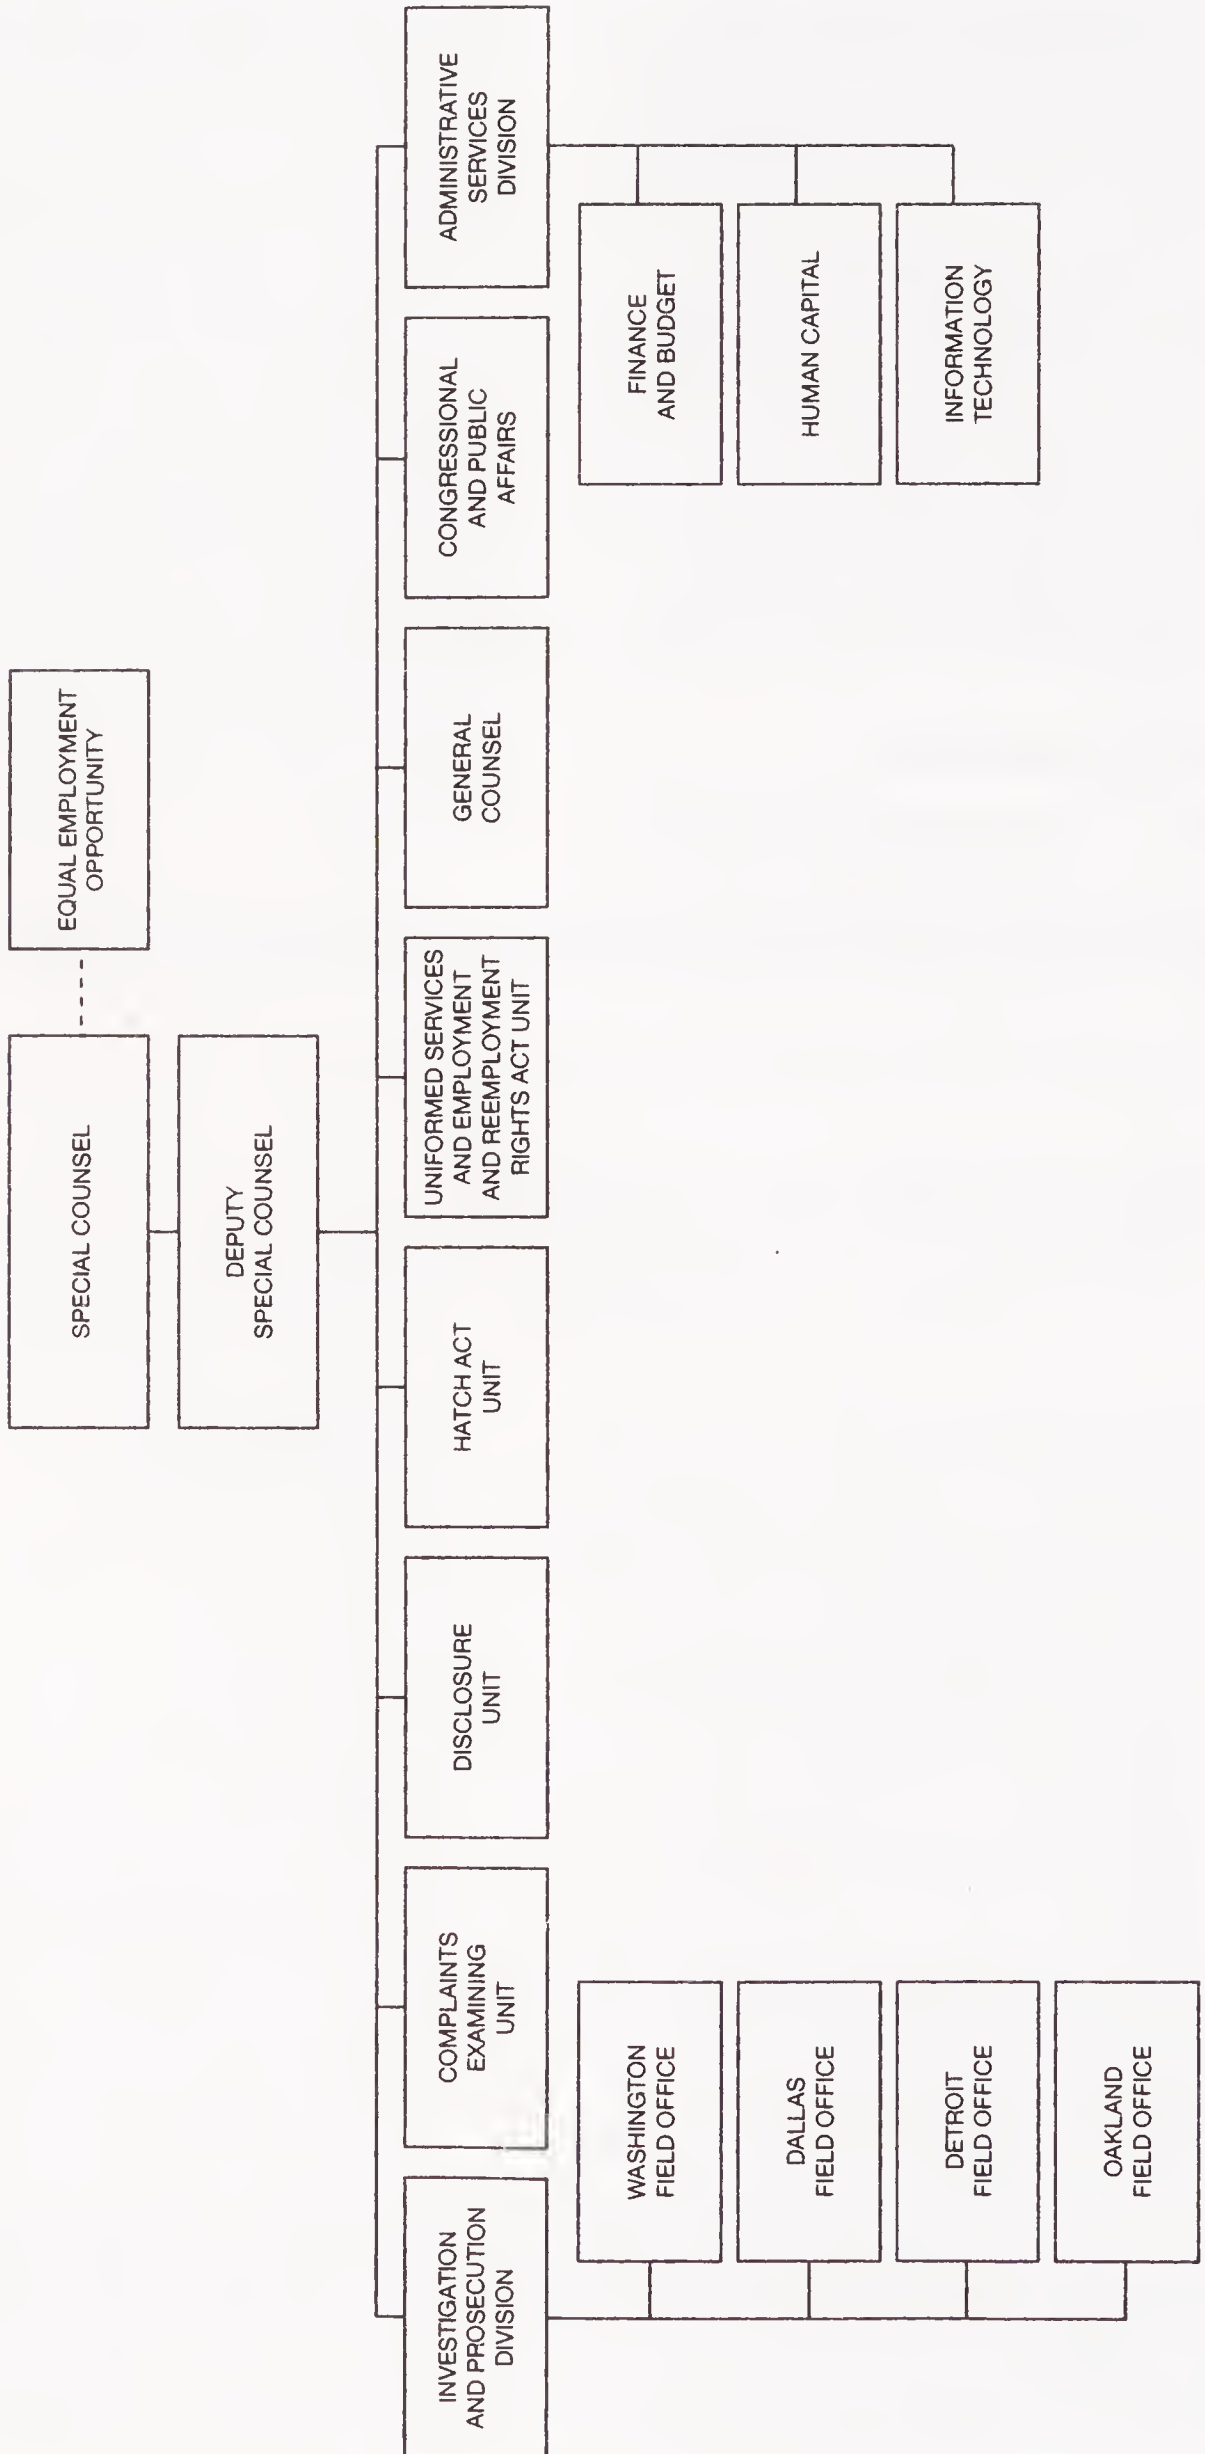 SPECIAL COUNSEL
EQUAL EMPLOYMENT
OPPORTUNITY
DEPUTY
SPECIAL COUNSEL
INVESTIGATION
AND PROSECUTION
DIVISION
COMPLAINTS
EXAMINING
UNIT
DISCLOSURE
UNIT
HATCH ACT
UNIT
UNIFORMED SERVICES
AND EMPLOYMENT
AND REEMPLOYMENT
RIGHTS ACT UNIT
GENERAL
COUNSEL
CONGRESSIONAL
AND PUBLIC
AFFAIRS
ADMINISTRATIVE
SERVICES
DIVISION
WASHINGTON
FIELD OFFICE
DALLAS
FIELD OFFICE
DETROIT
FIELD OFFICE
OAKLAND
FIELD OFFICE
FINANCE
AND BUDGET
HUMAN CAPITAL
INFORMATION
TECHNOLOGY